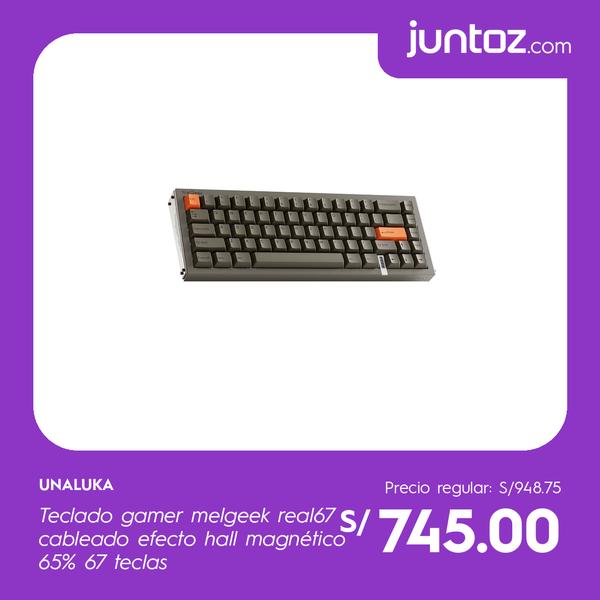 juntoz.com
UNALUKA
Teclado gamer melgeek real67
cableado efecto hall magnético
65% 67 teclas
Precio regular: S/948.75
S/ 745.00